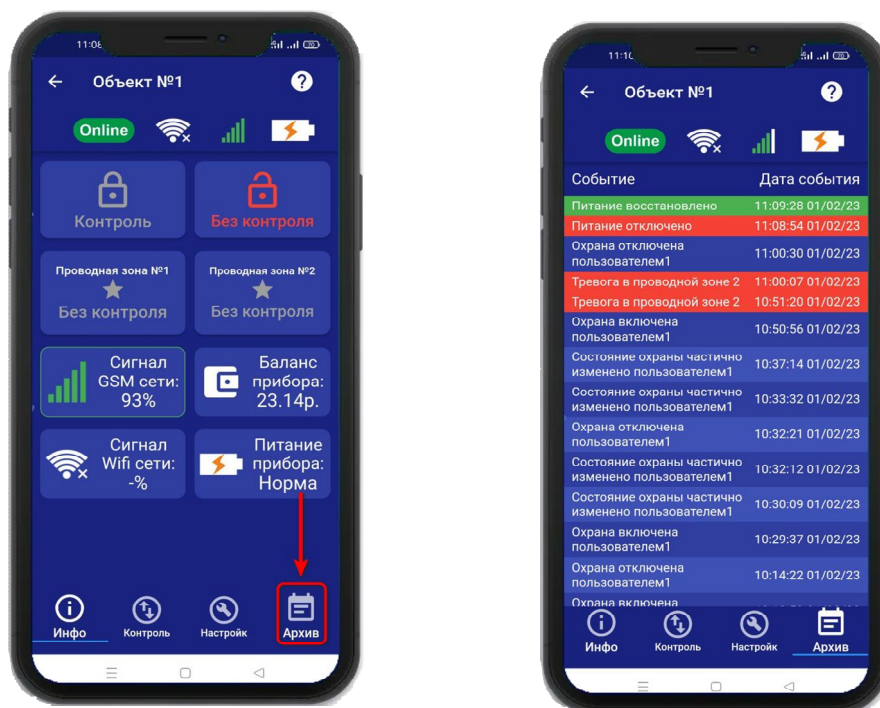 11:08
Объект №1
?
Online
Контроль
Без контроля
Проводная зона №1
Проводная зона №2
Без контроля
Без контроля
Сигнал
GSM сети:
93%
Баланс
прибора:
23.14р.
Сигнал
Wifi сети:
-%
Питание
прибора:
Норма
Инфо
Контроль
Настройк
Архив
Объект №1
?
Online
Событие Дата события
Питание восстановлено 11:09:28 01/02/23
Питание отключено 11:08:54 01/02/23
Охрана отключена
пользователем1 11:00:30 01/02/23
Тревога в проводной зоне 2 11:00:07 01/02/23
Тревога в проводной зоне 2 10:51:20 01/02/23
Охрана включена
пользователем1 10:50:56 01/02/23
Состояние охраны частично
изменено пользователем1 10:37:14 01/02/23
Состояние охраны частично
изменено пользователем1 10:33:32 01/02/23
Охрана отключена
пользователем1 10:32:21 01/02/23
Состояние охраны частично
изменено пользователем1 10:32:12 01/02/23
Состояние охраны частично
изменено пользователем1 10:30:09 01/02/23
Охрана включена
пользователем1 10:29:37 01/02/23
Охрана отключена
пользователем1 10:14:22 01/02/23
Охрана включена
Инфо
Контроль
Настройк
Архив